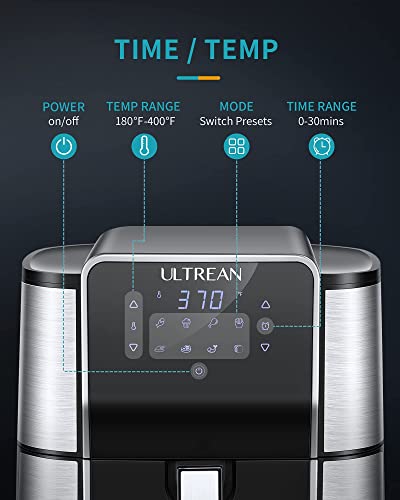 TIME / TEMP
POWER
on/off
TEMP RANGE
180°F-400°F
MODE
Switch Presets
TIME RANGE
0-30mins
ULTREAN
370 °F